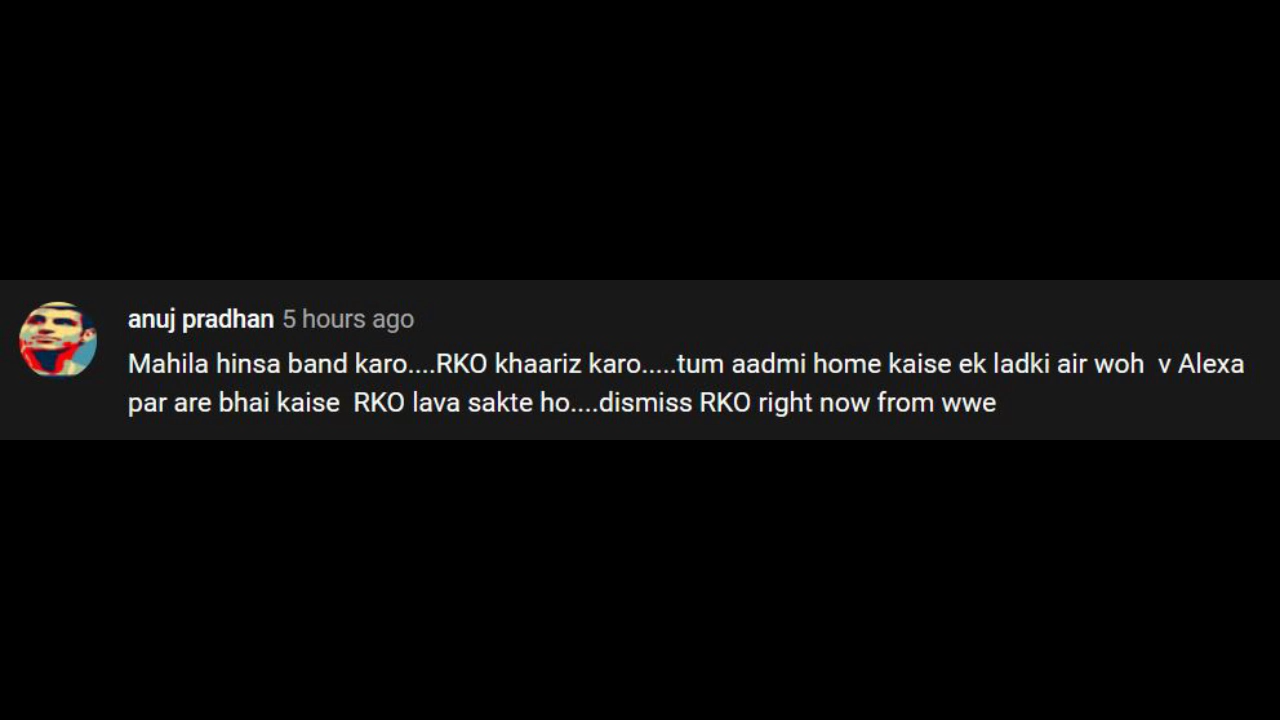 anuj pradhan 5 hours ago
Mahila hinsa band karo....RKO khaariz karo.....tum aadmi home kaise ek ladki air woh  v Alexa
par are bhai kaise  RKO lava sakte ho....dismiss RKO right now from wwe